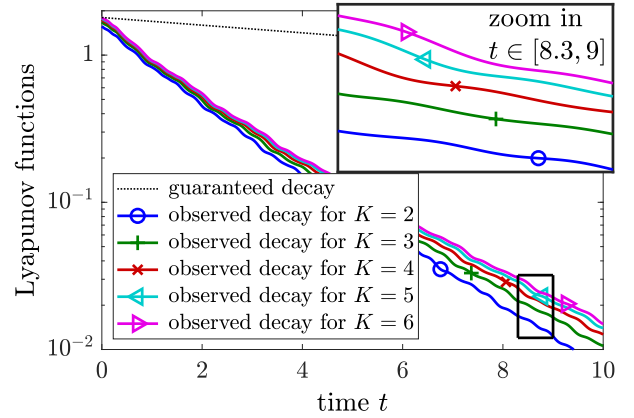 Lyapunov functions
1
10⁻¹
10⁻²
zoom in
t ∈ [8.3, 9]
guaranteed decay
observed decay for K = 2
observed decay for K = 3
observed decay for K = 4
observed decay for K = 5
observed decay for K = 6
0 2 4 6 8 10
time t